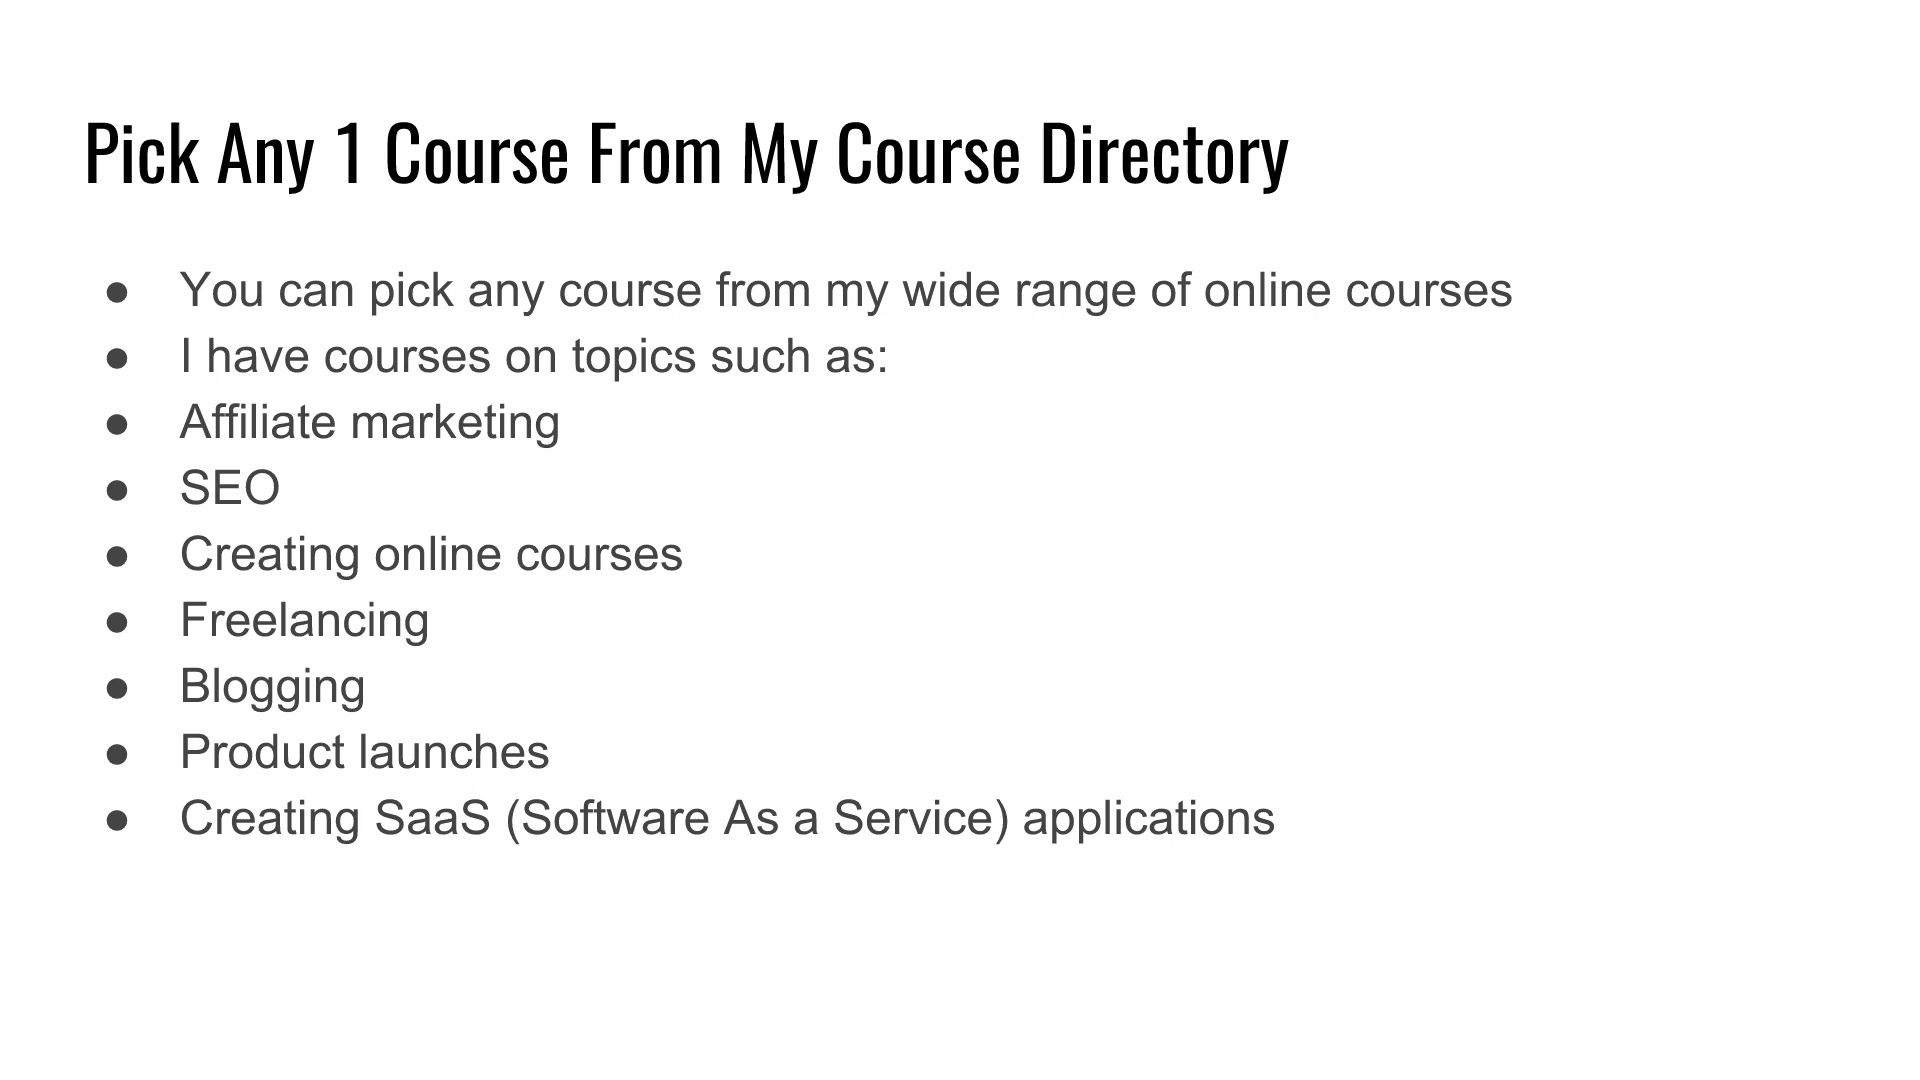 Pick Any 1 Course From My Course Directory
● You can pick any course from my wide range of online courses
● I have courses on topics such as:
● Affiliate marketing
● SEO
● Creating online courses
● Freelancing
● Blogging
● Product launches
● Creating SaaS (Software As a Service) applications